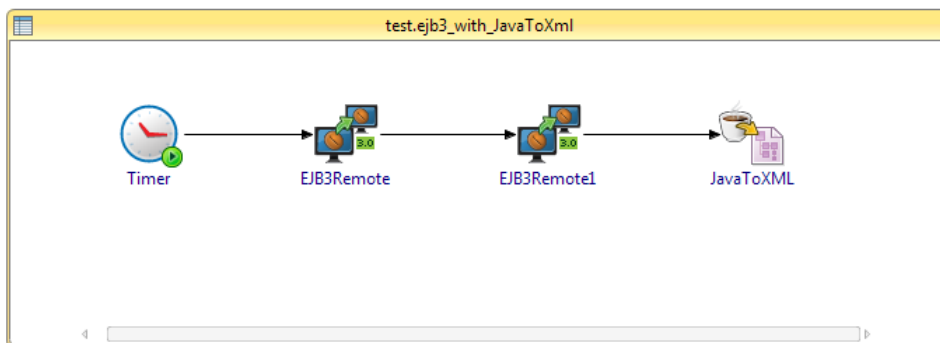 test.ejb3_with_JavaToXml
3.0
3.0
Timer
EJB3Remote
EJB3Remote1
JavaToXML